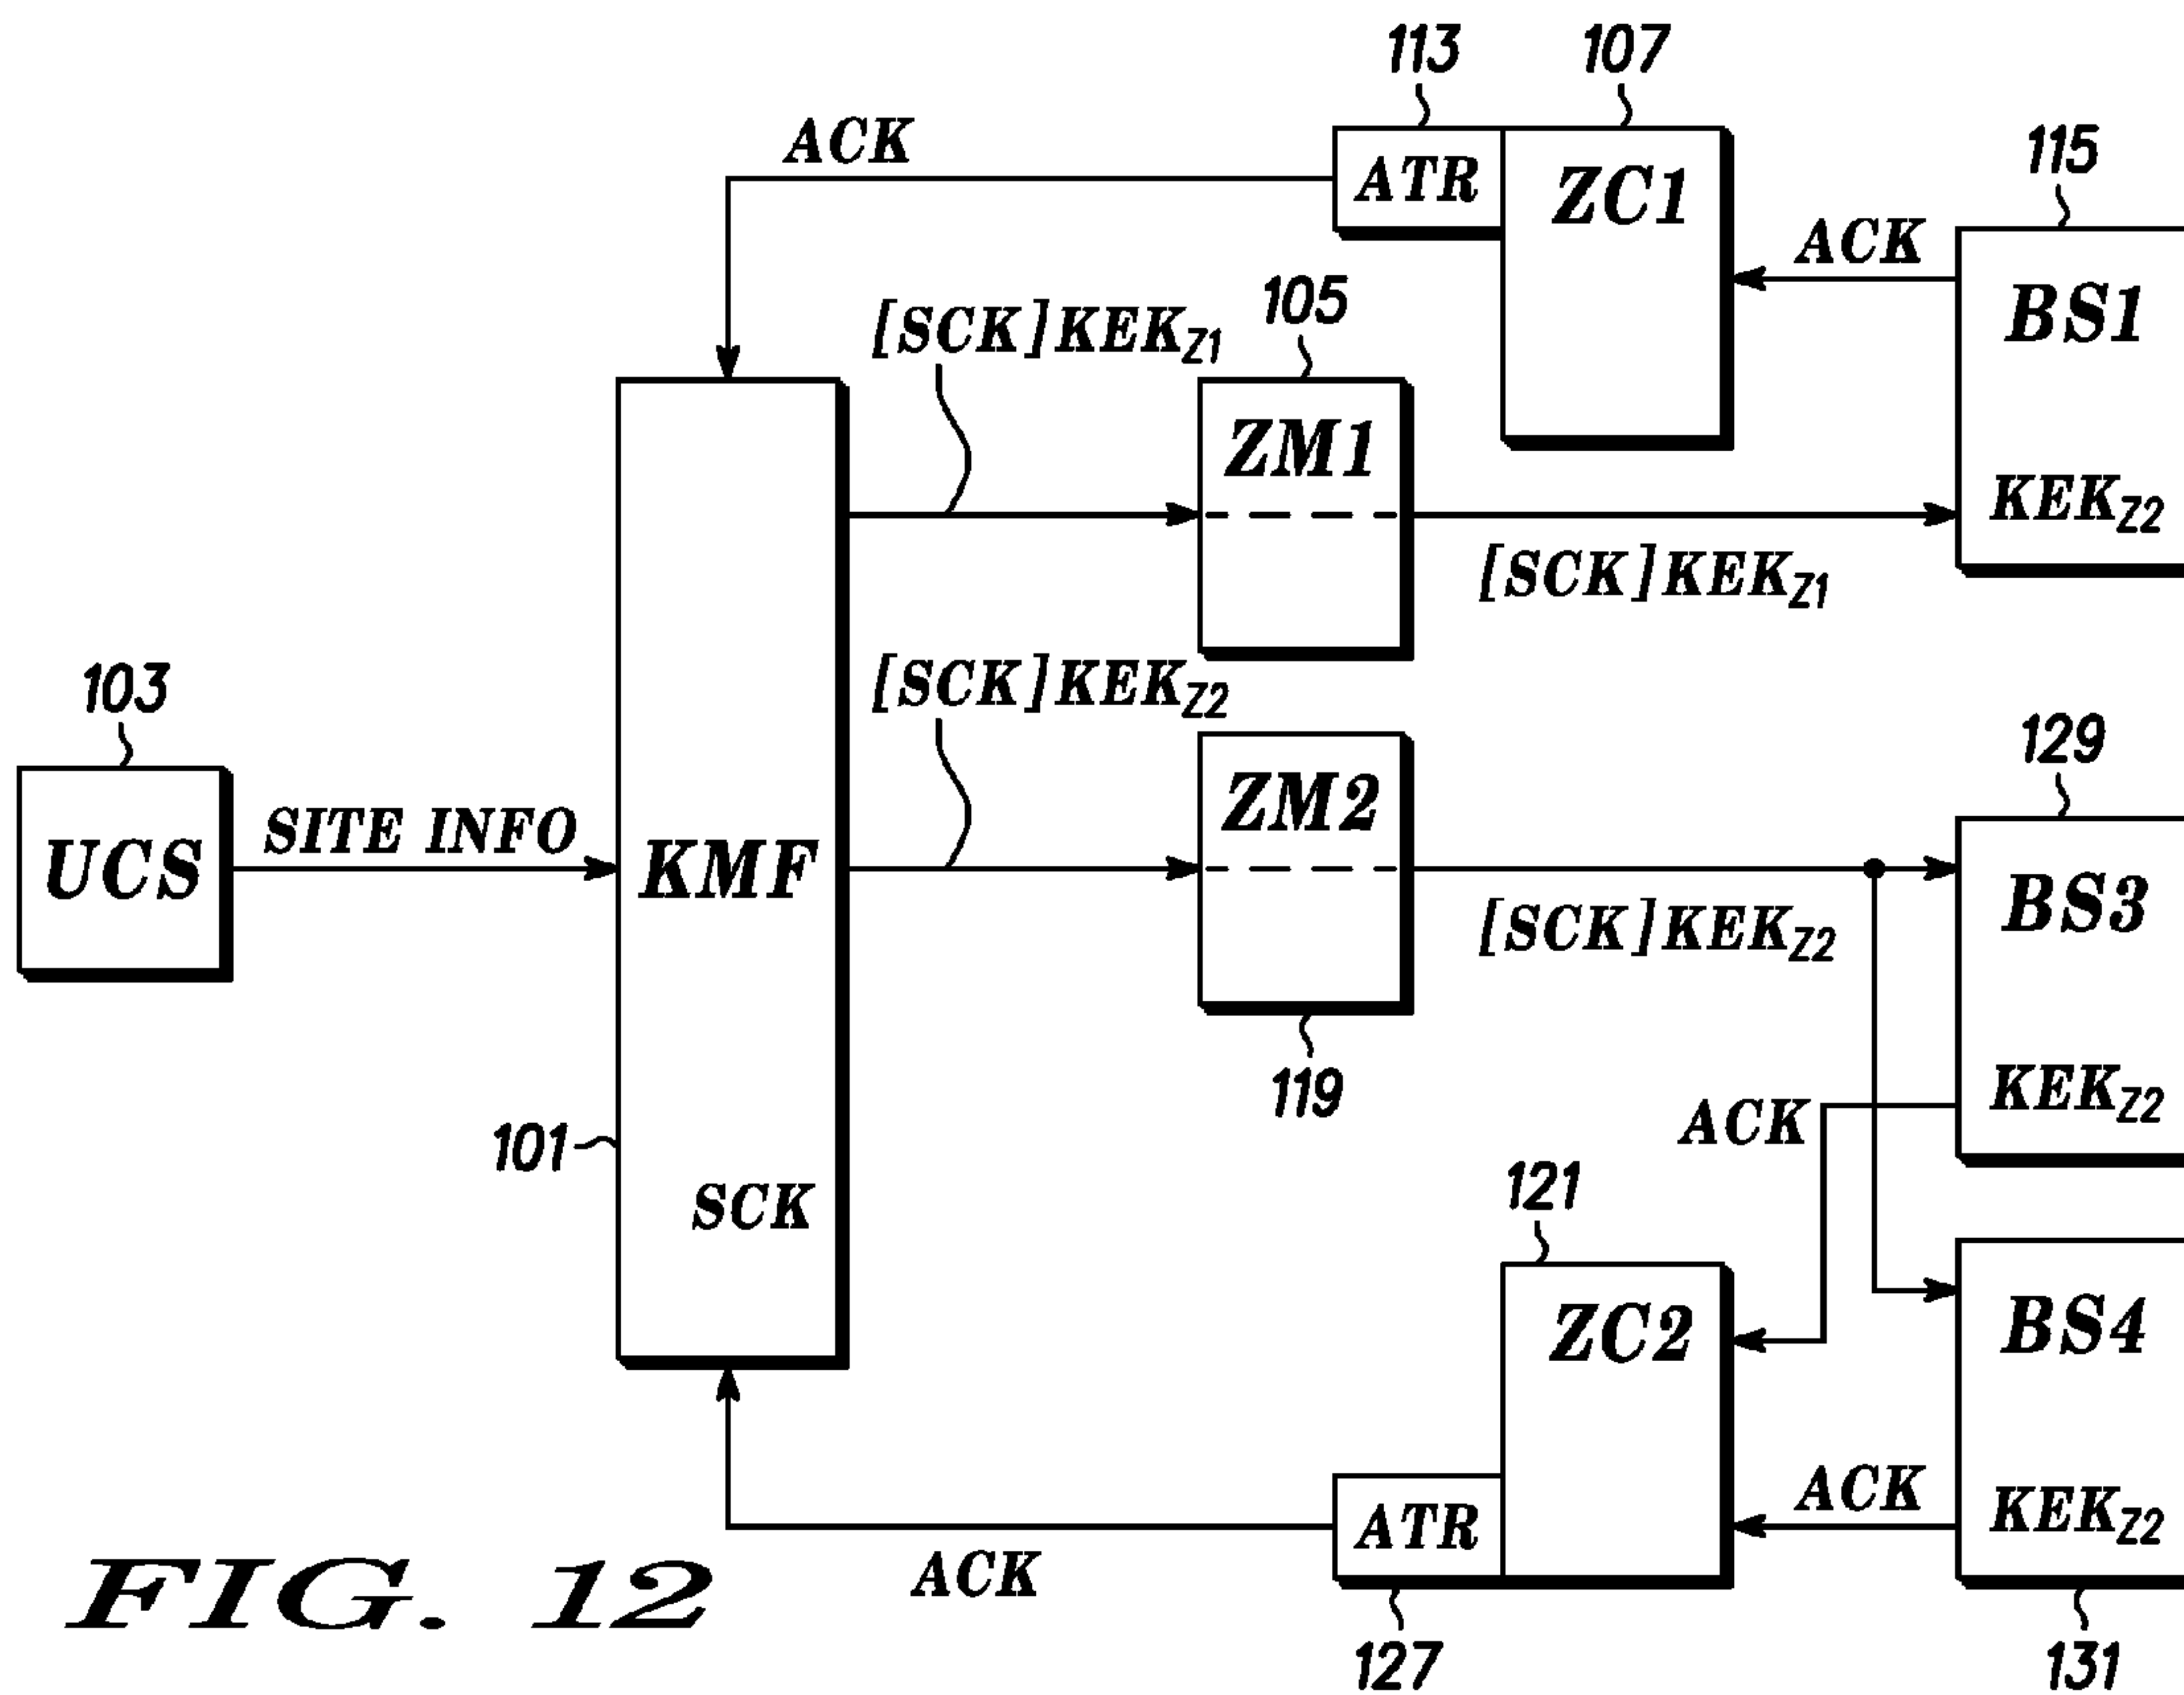 113
107
ACK
115
ATR
ZC1
ACK
105
[SCK]KEKZ1
BS1
ZM1
KEKZ2
[SCK]KEKZ1
[SCK]KEKZ2
103
129
ZM2
SITE INFO
UCS
KMF
BS3
[SCK]KEKZ2
119
KEKZ2
ACK
101
121
SCK
ZC2
BS4
ACK
KEKZ2
ATR
ACK
FIG. 12
127
131